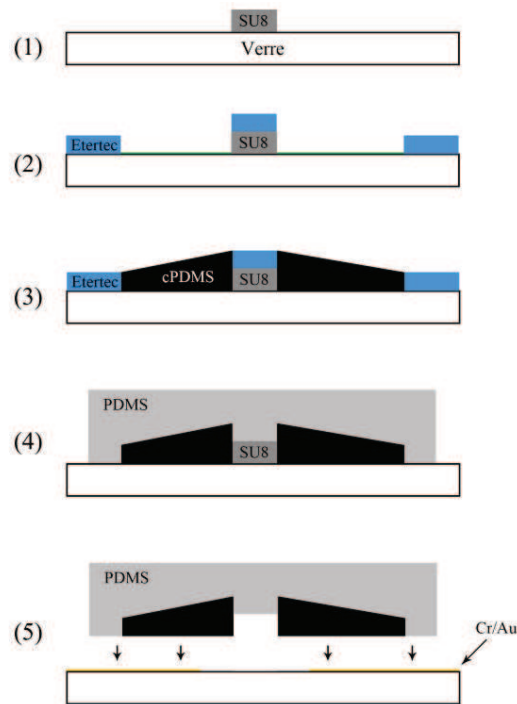 SU8
(1)
Verre
(2)
Etertec
SU8
(3)
Etertec
cPDMS
SU8
(4)
PDMS
SU8
(5)
PDMS
Cr/Au